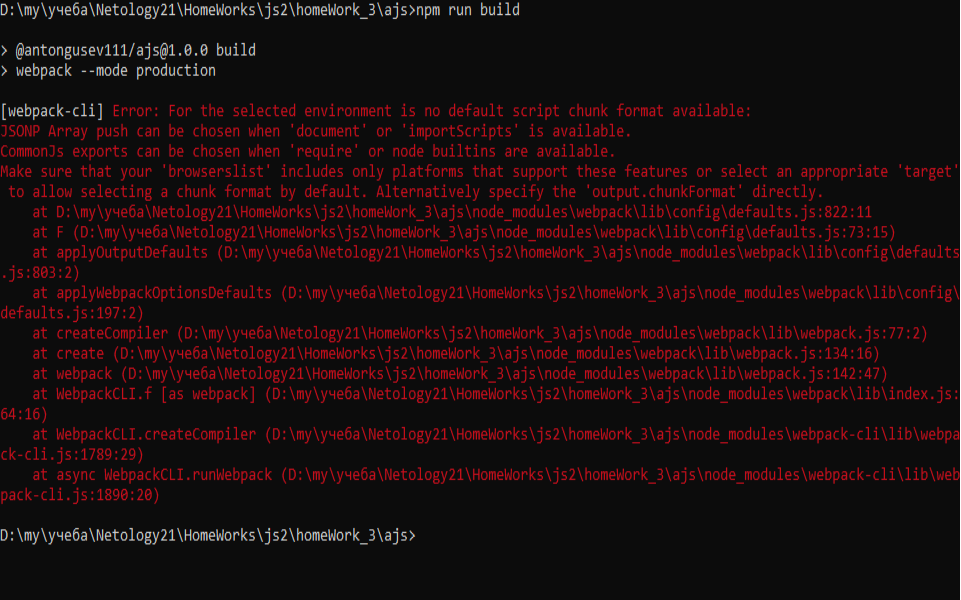 D:\my\учеба\Netology21\HomeWorks\js2\homeWork_3\ajs>npm run build
> @antongusev111/ajs@1.0.0 build
> webpack --mode production
[webpack-cli] Error: For the selected environment is no default script chunk format available:
JSONP Array push can be chosen when 'document' or 'importScripts' is available.
CommonJs exports can be chosen when 'require' or node builtins are available.
Make sure that your 'browserslist' includes only platforms that support these features or select an appropriate 'target'
to allow selecting a chunk format by default. Alternatively specify the 'output.chunkFormat' directly.
at D:\my\учеба\Netology21\HomeWorks\js2\homeWork_3\ajs\node_modules\webpack\lib\config\defaults.js:822:11
at F (D:\my\учеба\Netology21\HomeWorks\js2\homeWork_3\ajs\node_modules\webpack\lib\config\defaults.js:73:15)
at applyOutputDefaults (D:\my\учеба\Netology21\HomeWorks\js2\homeWork_3\ajs\node_modules\webpack\lib\config\defaults
.js:803:2)
at applyWebpackOptionsDefaults (D:\my\учеба\Netology21\HomeWorks\js2\homeWork_3\ajs\node_modules\webpack\lib\config\
defaults.js:197:2)
at createCompiler (D:\my\учеба\Netology21\HomeWorks\js2\homeWork_3\ajs\node_modules\webpack\lib\webpack.js:77:2)
at create (D:\my\учеба\Netology21\HomeWorks\js2\homeWork_3\ajs\node_modules\webpack\lib\webpack.js:134:16)
at webpack (D:\my\учеба\Netology21\HomeWorks\js2\homeWork_3\ajs\node_modules\webpack\lib\webpack.js:142:47)
at WebpackCLI.f [as webpack] (D:\my\учеба\Netology21\HomeWorks\js2\homeWork_3\ajs\node_modules\webpack\lib\index.js:
64:16)
at WebpackCLI.createCompiler (D:\my\учеба\Netology21\HomeWorks\js2\homeWork_3\ajs\node_modules\webpack-cli\lib\webpa
ck-cli.js:1789:29)
at async WebpackCLI.runWebpack (D:\my\учеба\Netology21\HomeWorks\js2\homeWork_3\ajs\node_modules\webpack-cli\lib\web
pack-cli.js:1890:20)
D:\my\учеба\Netology21\HomeWorks\js2\homeWork_3\ajs>